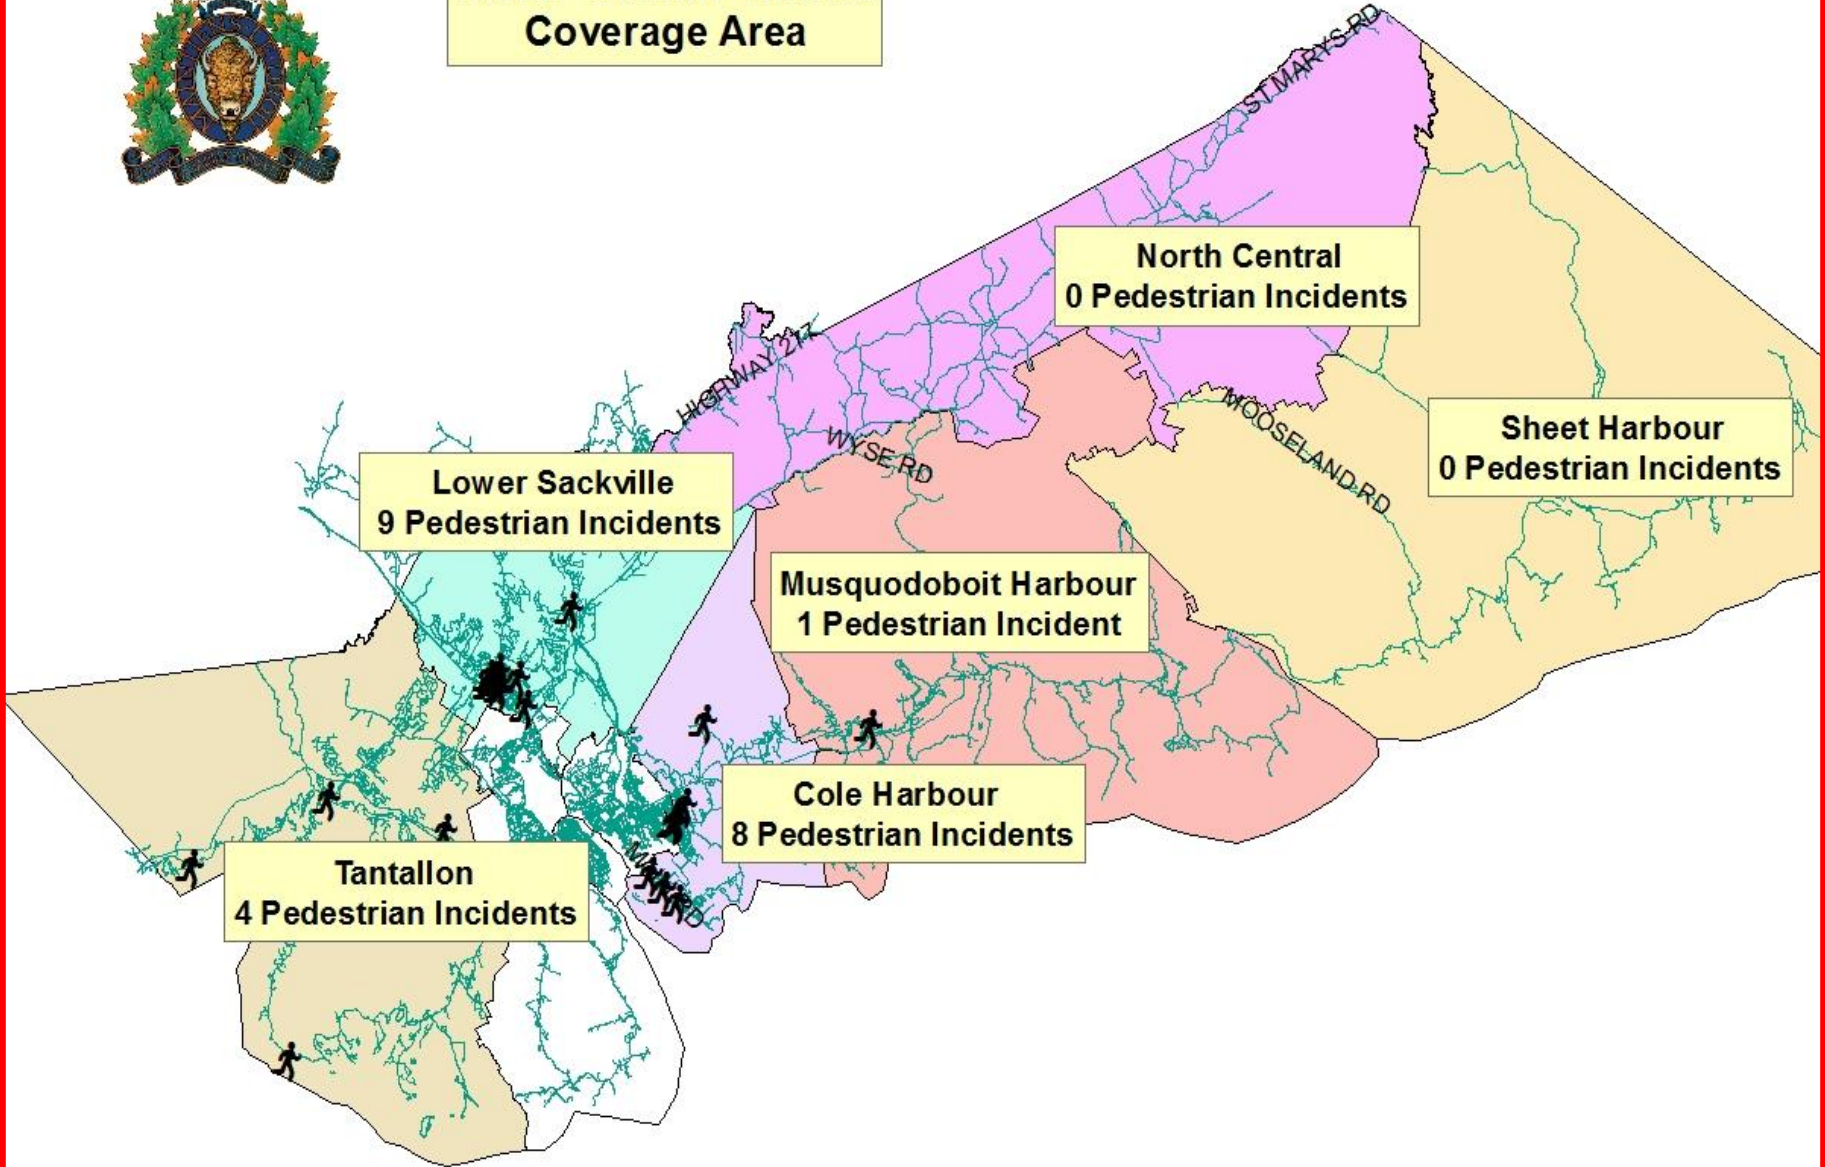 Coverage Area
ST MARYS RD
North Central
0 Pedestrian Incidents
HIGHWAY 277
WYSE RD
MOOSELAND RD
Sheet Harbour
0 Pedestrian Incidents
Lower Sackville
9 Pedestrian Incidents
Musquodoboit Harbour
1 Pedestrian Incident
Cole Harbour
8 Pedestrian Incidents
Tantallon
4 Pedestrian Incidents
RD